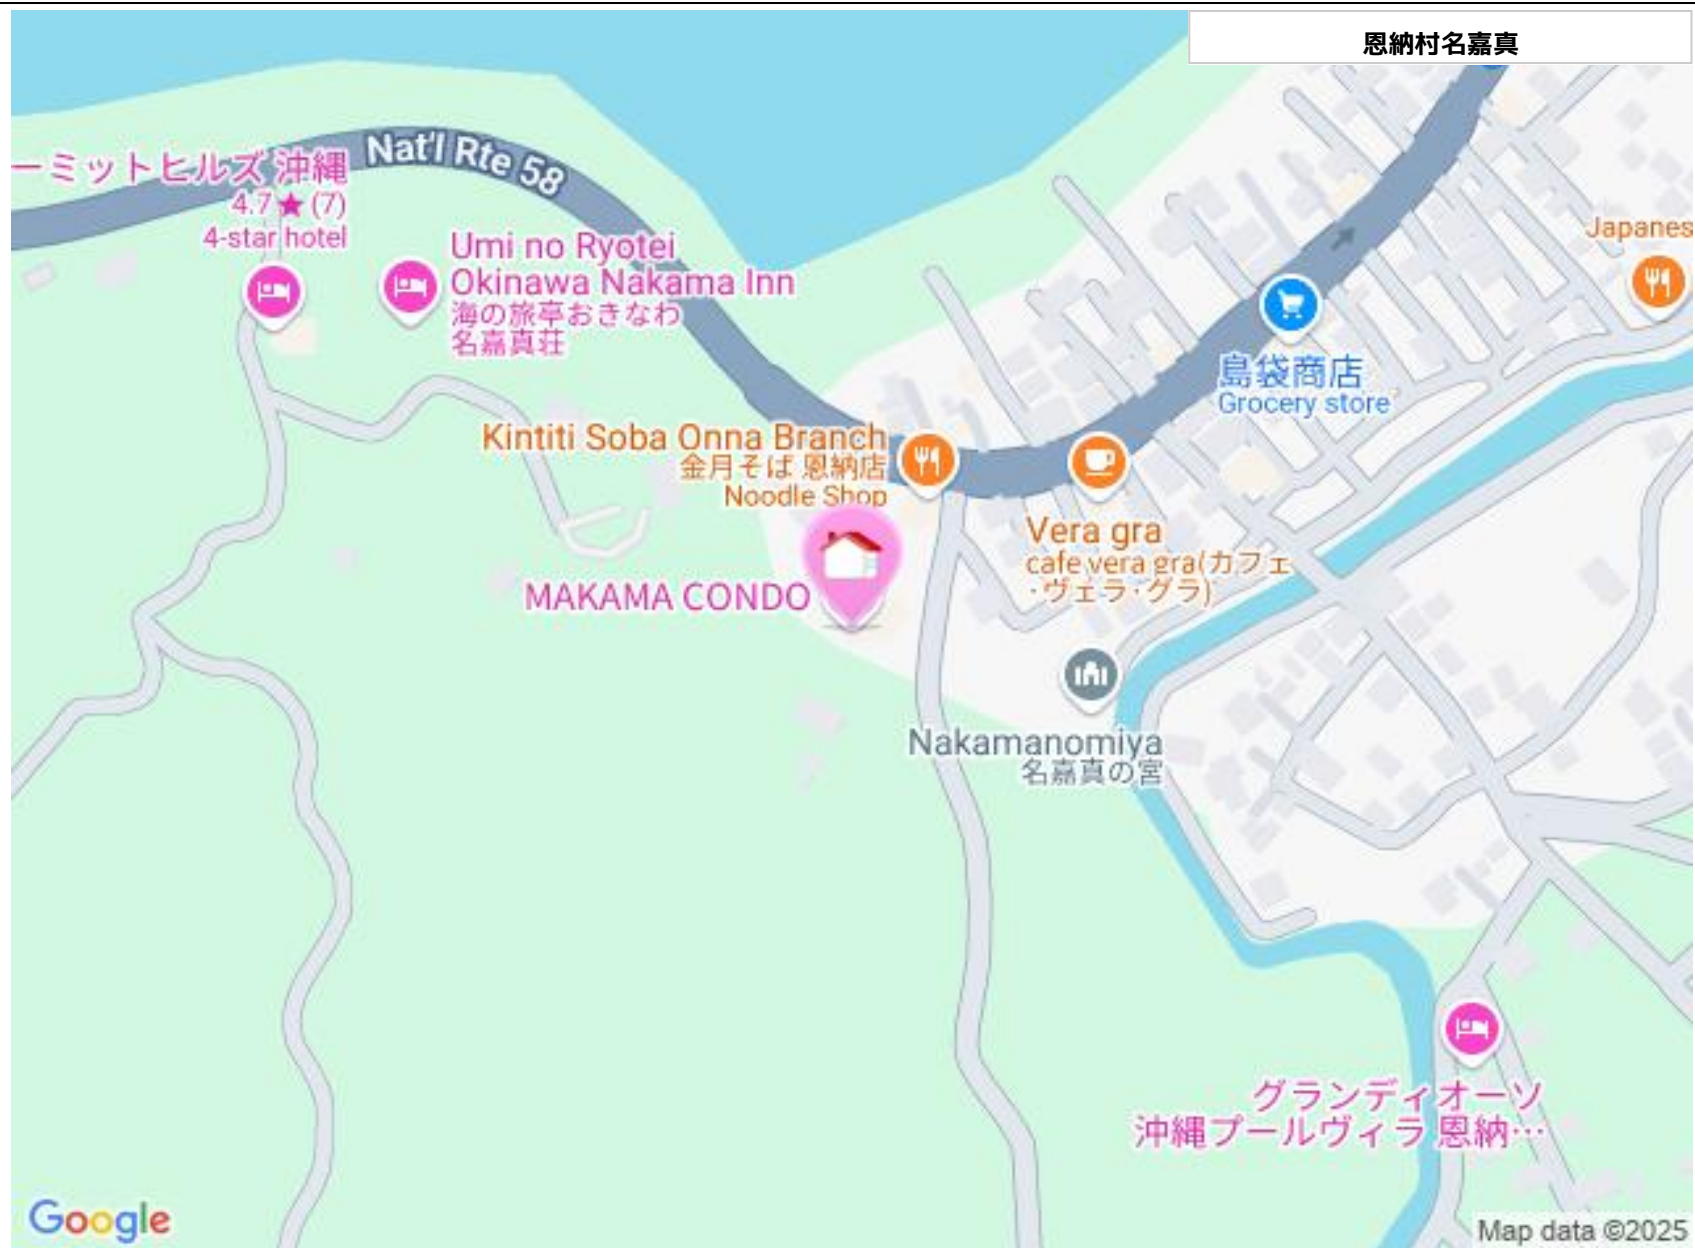 恩納村名嘉真
Nat'l Rte 58
ーミットヒルズ 沖縄
4.7★(7)
4-star hotel
Umi no Ryotei
Okinawa Nakama Inn
海の旅亭おきなわ
名嘉真荘
Japanes
島袋商店
Grocery store
Kintiti Soba Onna Branch
金月そば 恩納店
Noodle Shop
Vera gra
cafe vera gra(カフェ
・ヴェラ・グラ)
MAKAMA CONDO
Nakamanomiya
名嘉真の宮
グランディオーソ
沖縄プールヴィラ 恩納…
Google
Map data ©2025